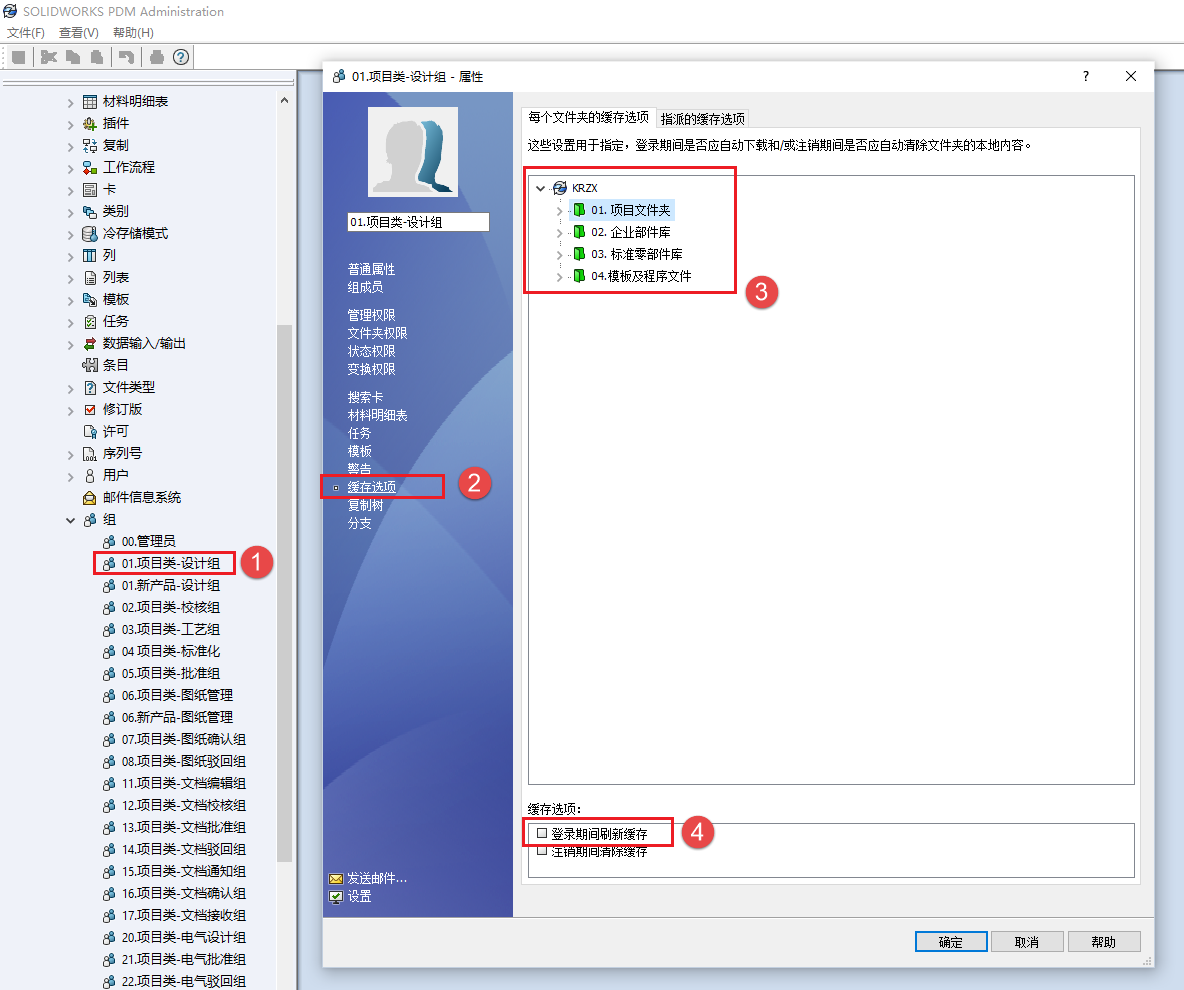 SOLIDWORKS PDM Administration
文件(F) 查看(V) 帮助(H)
材料明细表
插件
复制
工作流程
卡
类别
冷存储模式
列
列表
模板
任务
数据输入/输出
条目
文件类型
修订版
许可
序列号
用户
邮件信息系统
组
00.管理员
01.项目类-设计组
1
01.新产品-设计组
02.项目类-校核组
03.项目类-工艺组
04 项目类-标准化
05.项目类-批准组
06.项目类-图纸管理
06.新产品-图纸管理
07.项目类-图纸确认组
08.项目类-图纸驳回组
11.项目类-文档编辑组
12.项目类-文档校核组
13.项目类-文档批准组
14.项目类-文档驳回组
15.项目类-文档通知组
16.项目类-文档确认组
17.项目类-文档接收组
20.项目类-电气设计组
21.项目类-电气批准组
22.项目类-电气驳回组
01.项目类-设计组 - 属性
01.项目类-设计组
普通属性
组成员
管理权限
文件夹权限
状态权限
变换权限
搜索卡
材料明细表
任务
模板
警告
缓存选项
2
复制树
分支
发送邮件...
设置
每个文件夹的缓存选项 指派的缓存选项
这些设置用于指定，登录期间是否应自动下载和/或注销期间是否应自动清除文件夹的本地内容。
KRZX
01. 项目文件夹
02. 企业部件库
03. 标准零部件库
04.模板及程序文件
3
缓存选项:
登录期间刷新缓存
4
注销期间清除缓存
确定 取消 帮助